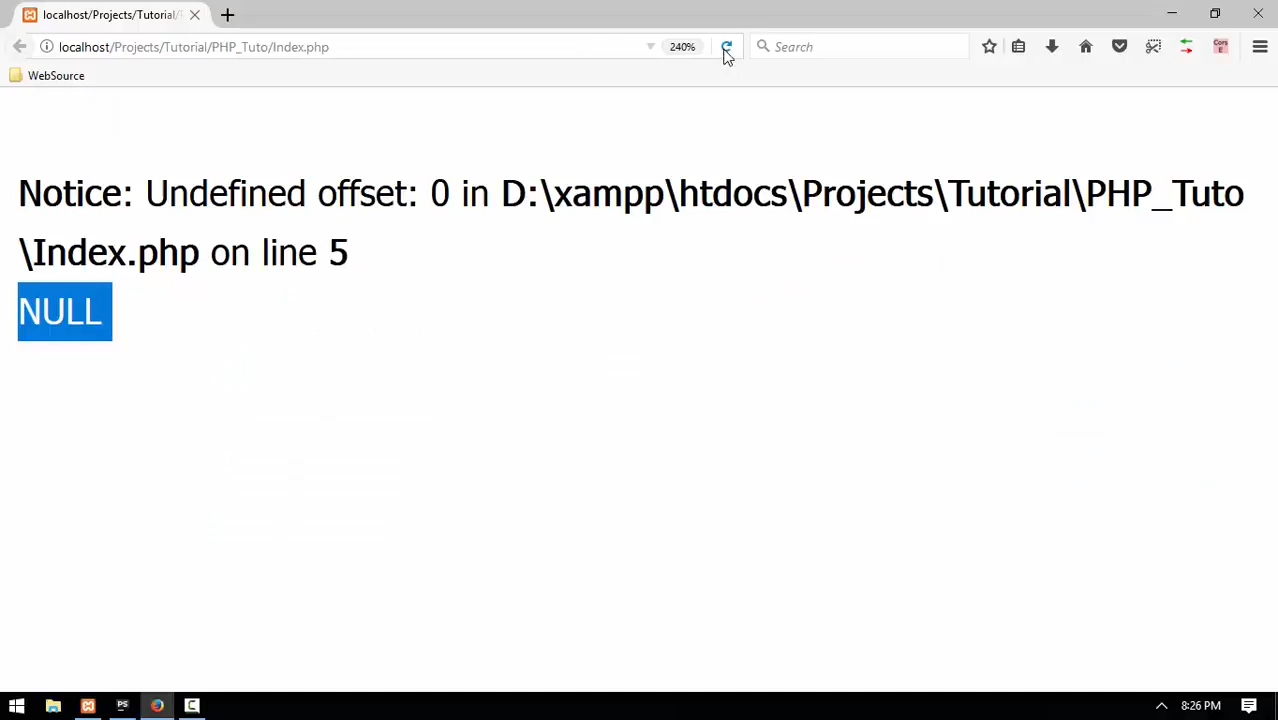 localhost/Projects/Tutorial/
localhost/Projects/Tutorial/PHP_Tuto/Index.php
240%
Search
WebSource
Notice: Undefined offset: 0 in D:\xampp\htdocs\Projects\Tutorial\PHP_Tuto
\Index.php on line 5
NULL
PS
C
8:26 PM